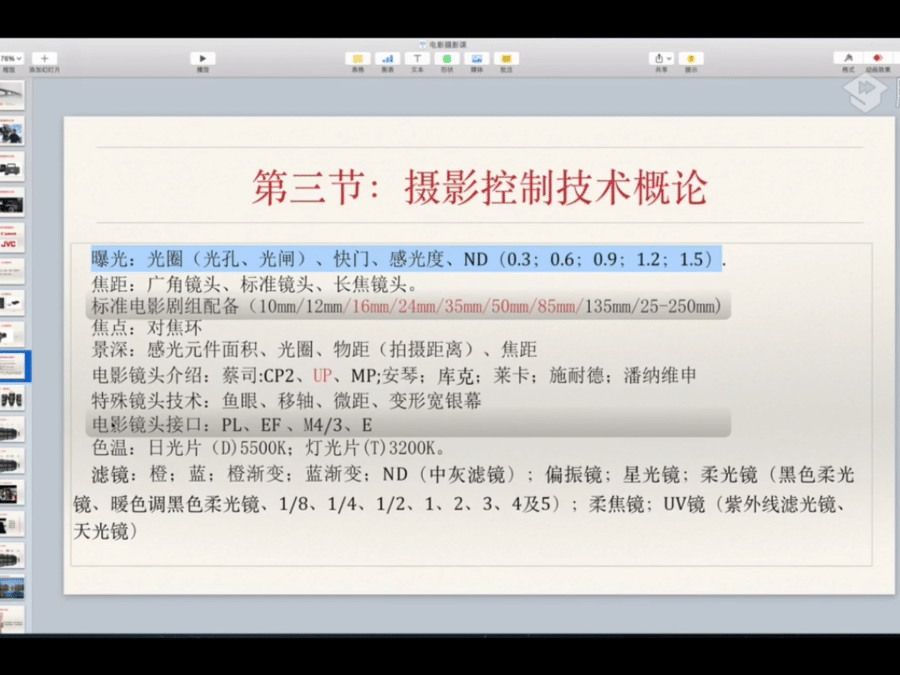 电影摄影课
76%
缩放
添加幻灯片
播放
表格
图表
文本
形状
媒体
批注
共享
提示
格式
动画效果
Canon
JVC
第三节：摄影控制技术概论
曝光：光圈（光孔、光闸）、快门、感光度、ND（0.3；0.6；0.9；1.2；1.5）.
焦距：广角镜头、标准镜头、长焦镜头。
标准电影剧组配备（10mm/12mm/16mm/24mm/35mm/50mm/85mm/135mm/25-250mm)
焦点：对焦环
景深：感光元件面积、光圈、物距（拍摄距离）、焦距
电影镜头介绍：蔡司:CP2、UP、MP;安琴；库克；莱卡；施耐德；潘纳维申
特殊镜头技术：鱼眼、移轴、微距、变形宽银幕
电影镜头接口：PL、EF、M4/3、E
色温：日光片（D)5500K；灯光片(T)3200K。
滤镜：橙；蓝；橙渐变；蓝渐变；ND（中灰滤镜）；偏振镜；星光镜；柔光镜（黑色柔光
镜、暖色调黑色柔光镜、1/8、1/4、1/2、1、2、3、4及5）；柔焦镜；UV镜（紫外线滤光镜、
天光镜）